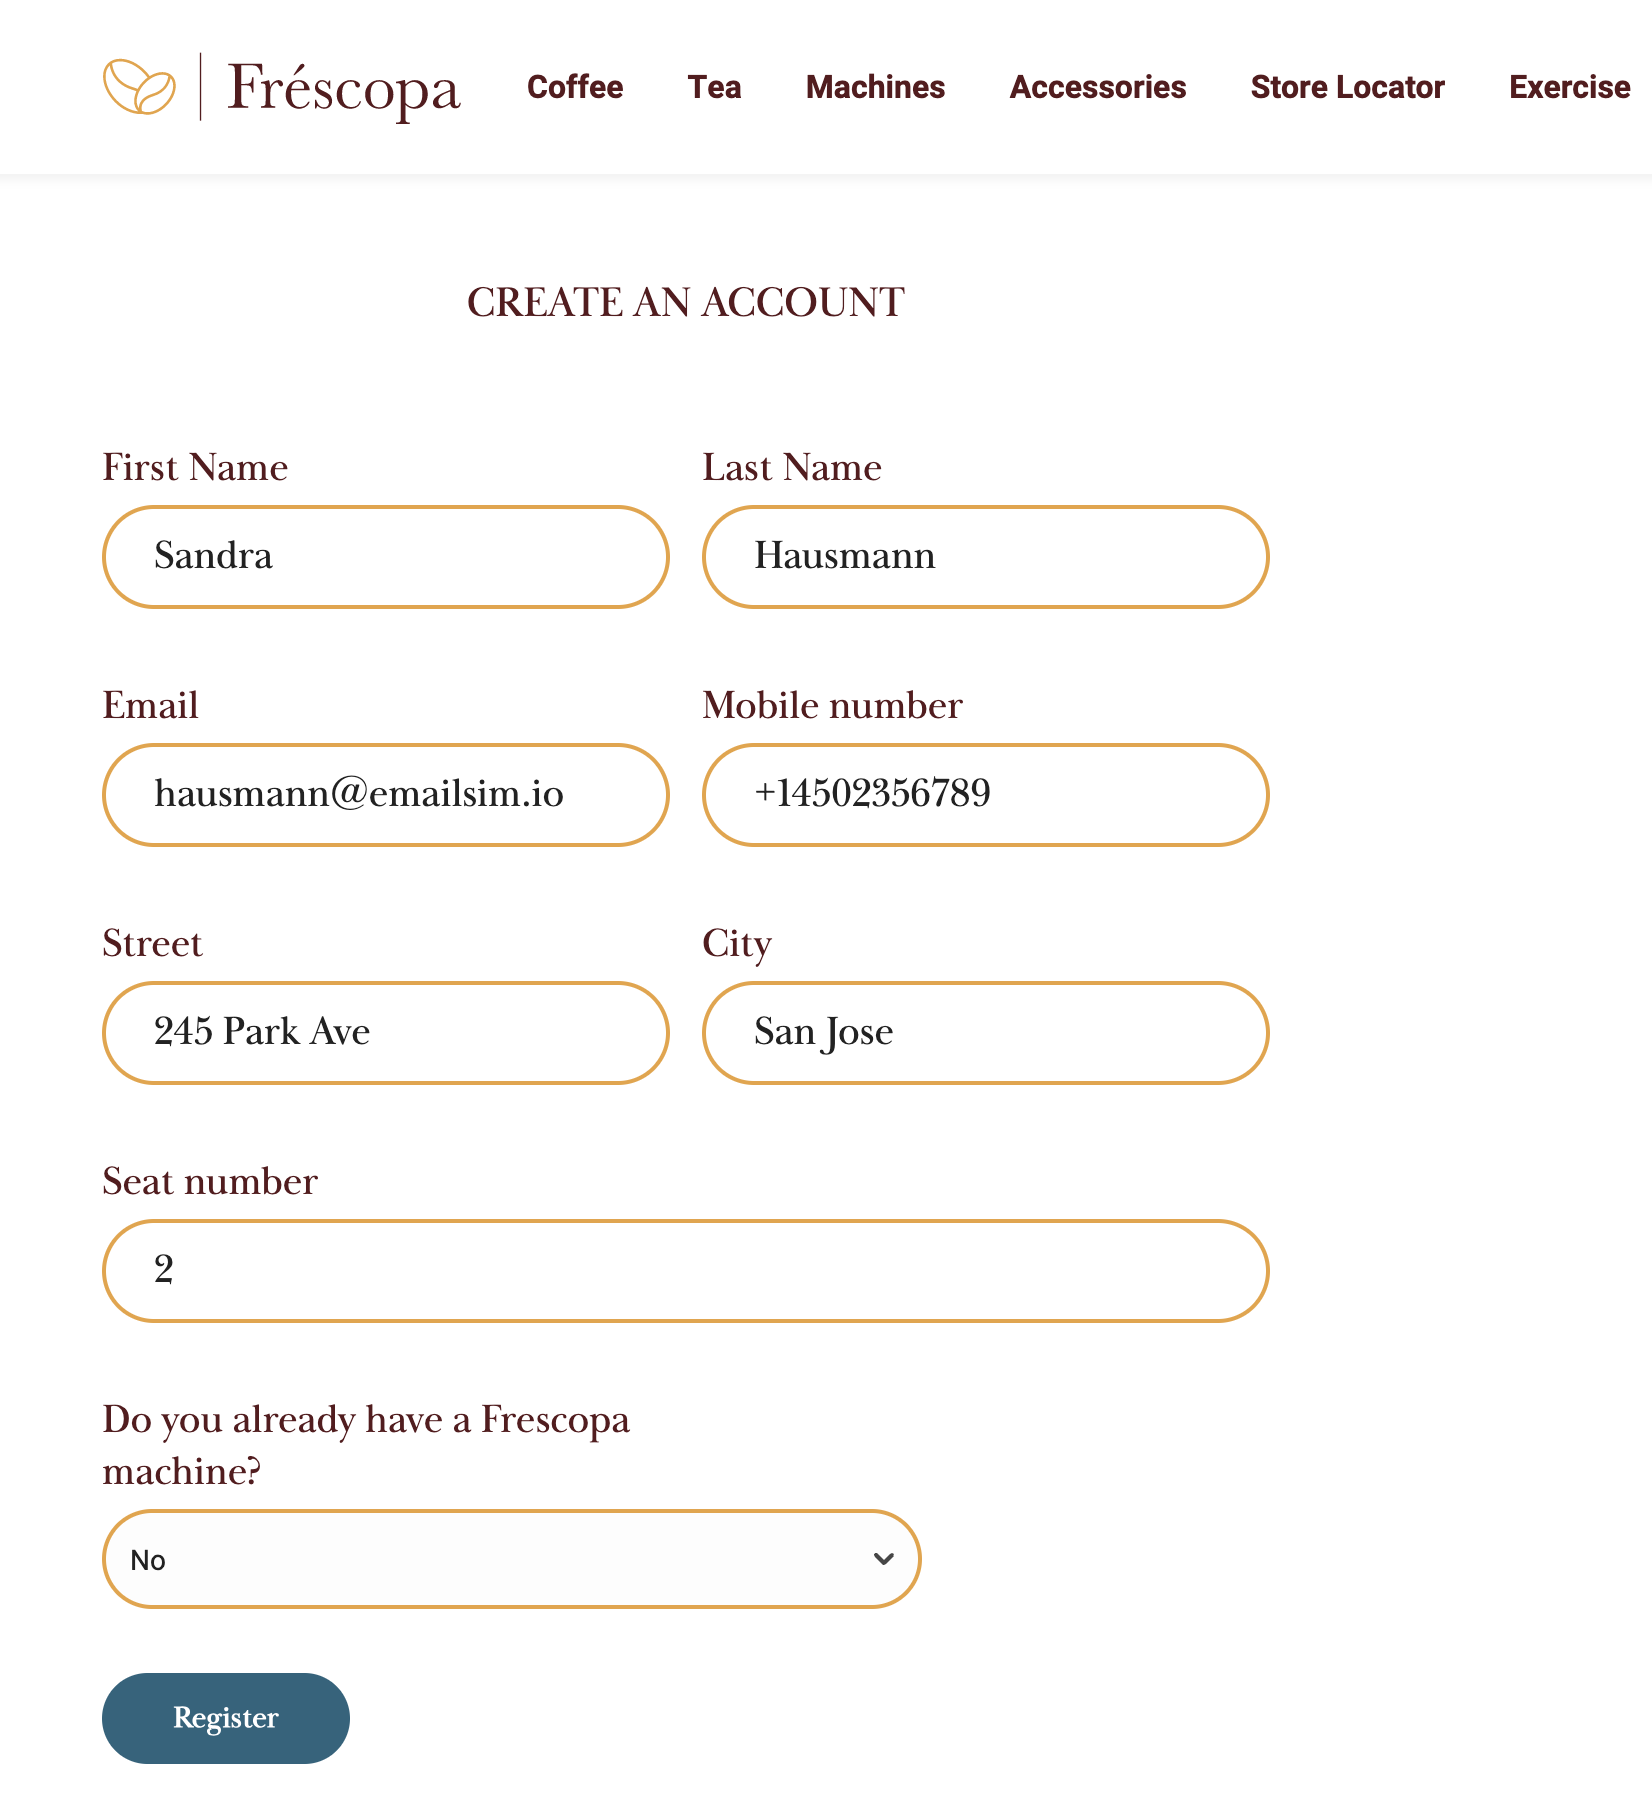 Fréscopa
Coffee Tea Machines Accessories Store Locator Exercise
CREATE AN ACCOUNT
First Name Last Name
Sandra Hausmann
Email Mobile number
hausmann@emailsim.io +14502356789
Street City
245 Park Ave San Jose
Seat number
2
Do you already have a Frescopa
machine?
No
Register